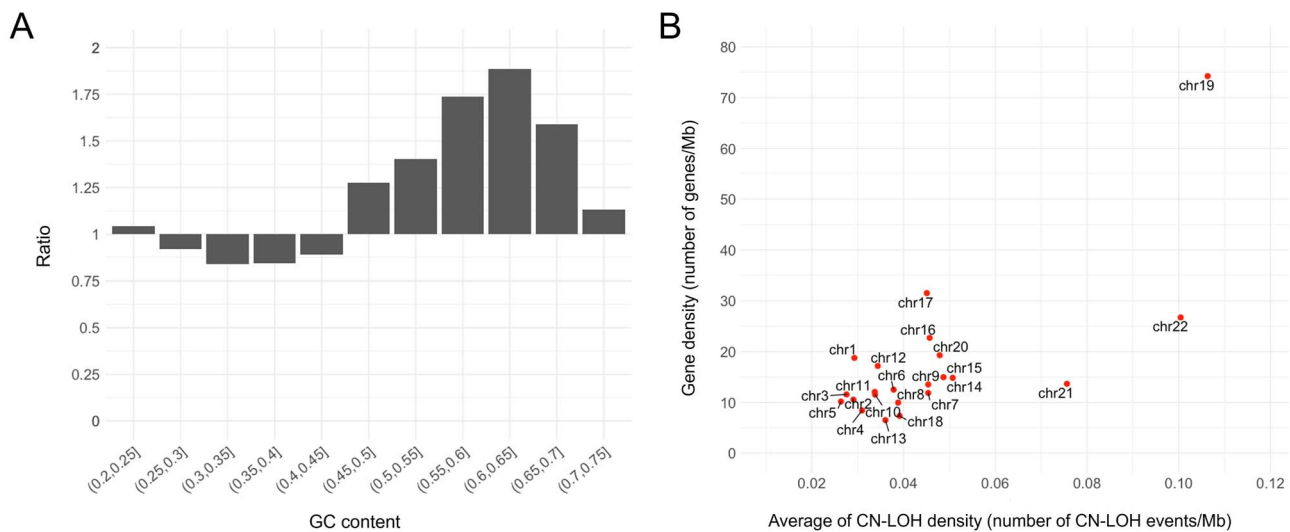 A
2
1.75
1.5
1.25
1
0.75
0.5
0.25
0
Ratio
(0.2,0.25]
(0.25,0.3]
(0.3,0.35]
(0.35,0.4]
(0.4,0.45]
(0.45,0.5]
(0.5,0.55]
(0.55,0.6]
(0.6,0.65]
(0.65,0.7]
(0.7,0.75]
GC content
B
80
70
60
50
40
30
20
10
0
Gene density (number of genes/Mb)
chr19
chr17
chr22
chr16
chr20
chr1
chr12
chr6
chr9
chr15
chr14
chr21
chr3
chr11
chr8
chr7
chr5
chr2
chr10
chr18
chr4
chr13
0.02
0.04
0.06
0.08
0.10
0.12
Average of CN-LOH density (number of CN-LOH events/Mb)